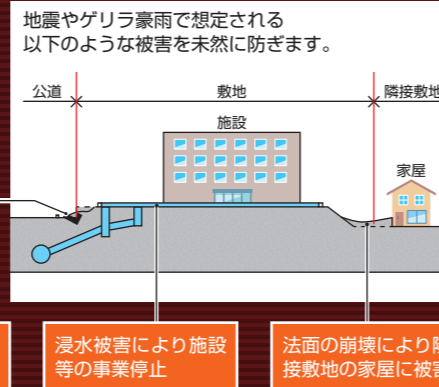 地震やゲリラ豪雨で想定される
以下のような被害を未然に防ぎます。
公道
敷地
隣接敷地
施設
家屋
浸水被害により施設
等の事業停止
法面の崩壊により隣
接敷地の家屋に被害